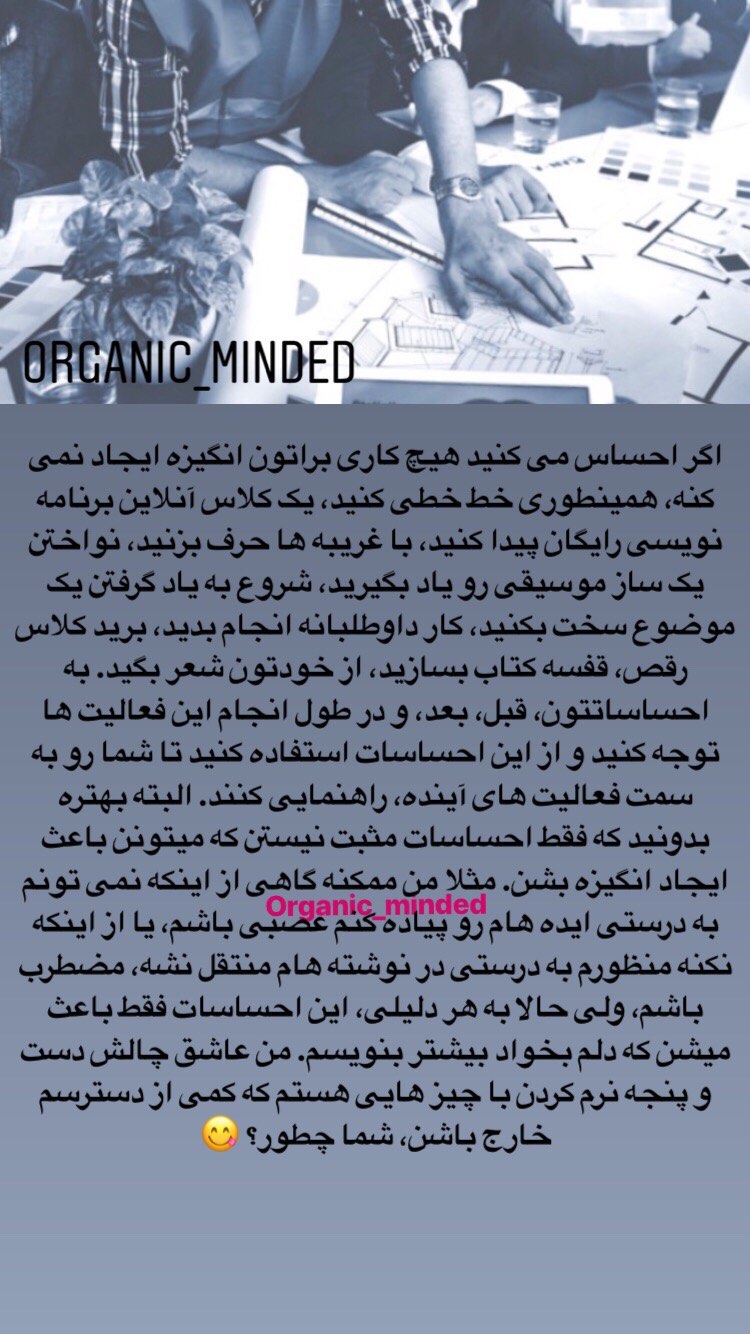 ORGANIC_MINDED
اگر احساس می کنید هیچ کاری براتون انگیزه ایجاد نمی
کنه، همینطوری خط خطی کنید، یک کلاس آنلاین برنامه
نویسی رایگان پیدا کنید، با غریبه ها حرف بزنید، نواختن
یک ساز موسیقی رو یاد بگیرید، شروع به یاد گرفتن یک
موضوع سخت بکنید، کار داوطلبانه انجام بدید، برید کلاس
رقص، قفسه کتاب بسازید، از خودتون شعر بگید. به
احساساتتون، قبل، بعد، و در طول انجام این فعالیت ها
توجه کنید و از این احساسات استفاده کنید تا شما رو به
سمت فعالیت های آینده، راهنمایی کنند. البته بهتره
بدونید که فقط احساسات مثبت نیستن که میتونن باعث
ایجاد انگیزه بشن. مثلا من ممکنه گاهی از اینکه نمی تونم
Organic_minded
به درستی ایده هام رو پیاده کنم عصبی باشم، یا از اینکه
نکنه منظورم به درستی در نوشته هام منتقل نشه، مضطرب
باشم، ولی حالا به هر دلیلی، این احساسات فقط باعث
میشن که دلم بخواد بیشتر بنویسم. من عاشق چالش دست
و پنجه نرم کردن با چیز هایی هستم که کمی از دسترسم
خارج باشن، شما چطور؟ 😋